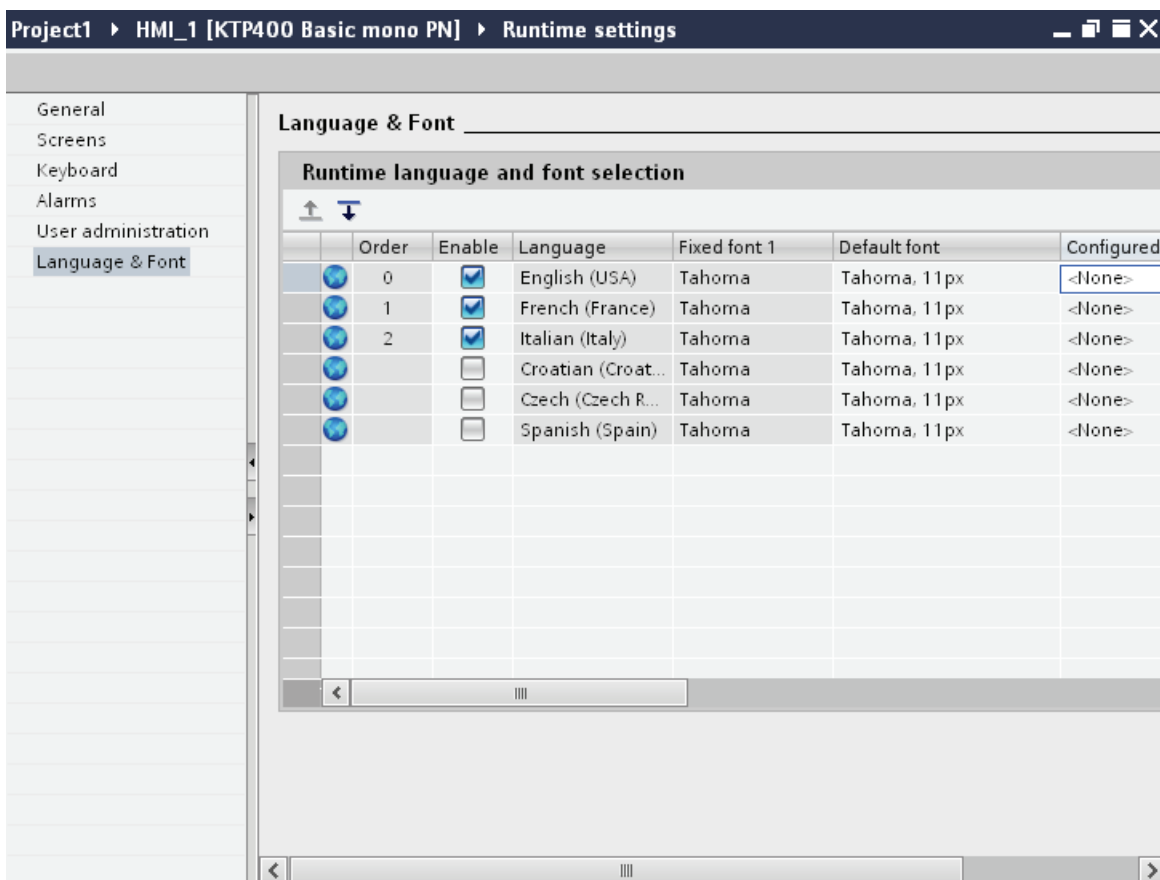 Project1 ▸ HMI_1 [KTP400 Basic mono PN] ▸ Runtime settings
General
Screens
Keyboard
Alarms
User administration
Language & Font
Language & Font
Runtime language and font selection
Order Enable Language Fixed font 1 Default font Configured
0 English (USA) Tahoma Tahoma, 11px <None>
1 French (France) Tahoma Tahoma, 11px <None>
2 Italian (Italy) Tahoma Tahoma, 11px <None>
Croatian (Croat... Tahoma Tahoma, 11px <None>
Czech (Czech R... Tahoma Tahoma, 11px <None>
Spanish (Spain) Tahoma Tahoma, 11px <None>